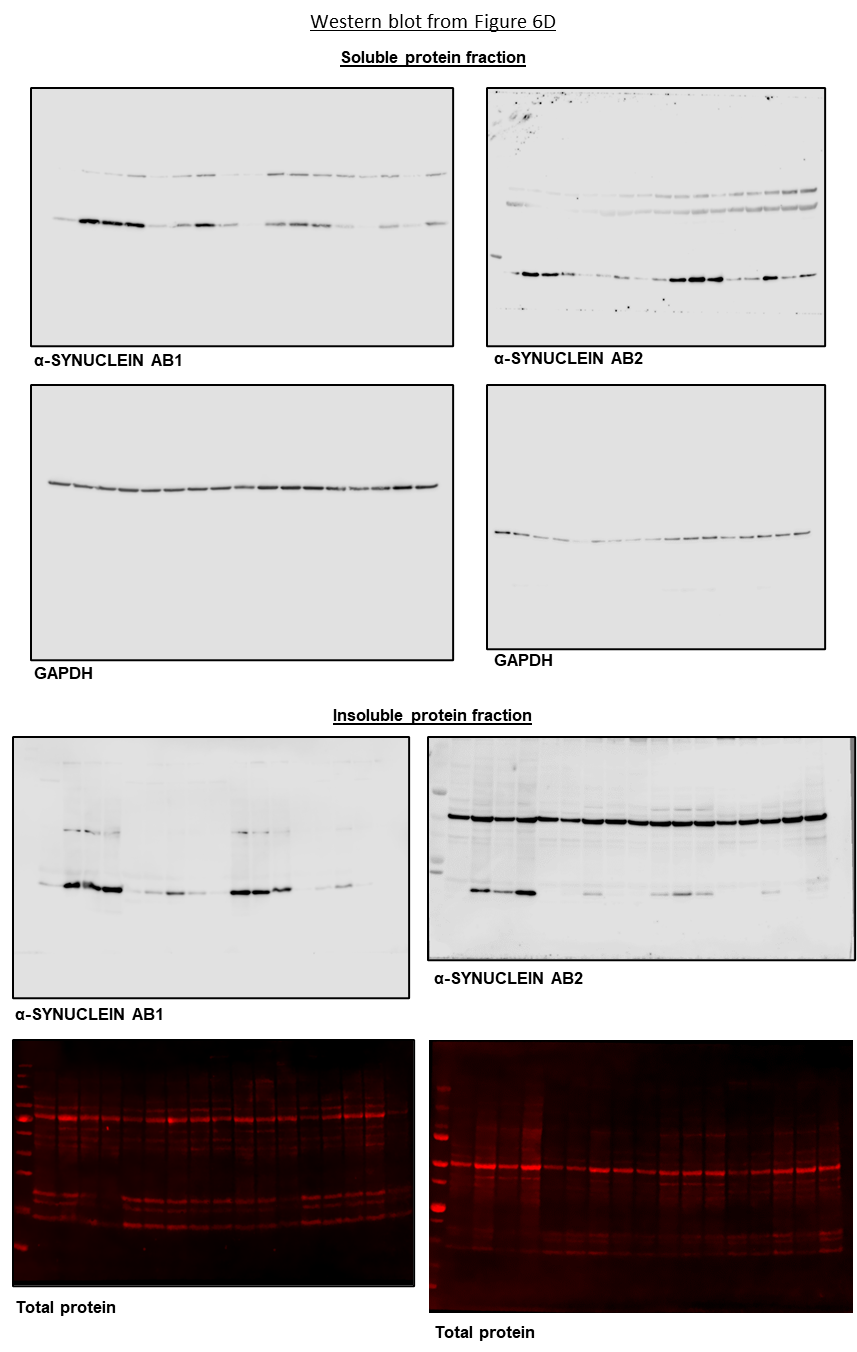 Western blot from Figure 6D
Soluble protein fraction
α-SYNUCLEIN AB1
α-SYNUCLEIN AB2
GAPDH
GAPDH
Insoluble protein fraction
α-SYNUCLEIN AB1
α-SYNUCLEIN AB2
Total protein
Total protein